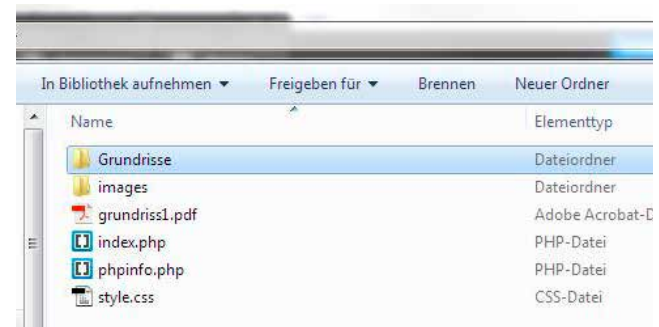 In Bibliothek aufnehmen Freigeben für Brennen Neuer Ordner
Name Elementtyp
Grundrisse Dateiordner
images Dateiordner
grundriss1.pdf Adobe Acrobat-D
index.php PHP-Datei
phpinfo.php PHP-Datei
style.css CSS-Datei